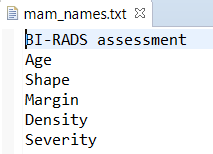 mam_names.txt
BI-RADS assessment
Age
Shape
Margin
Density
Severity